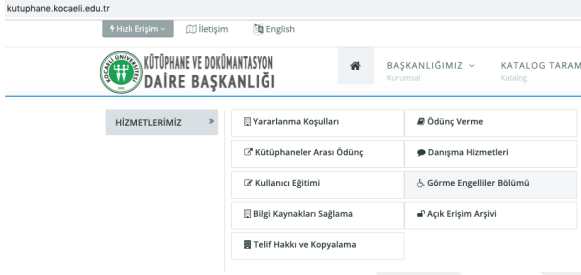 kutuphane.kocaeli.edu.tr
Hızlı Erişim İletişim English
KÜTÜPHANE VE DOKÜMANTASYON
DAİRE BAŞKANLIĞI
BAŞKANLIĞIMIZ KATALOG TARAM
Kurumsal Katalog
HİZMETLERİMİZ »
Yararlanma Koşulları Ödünç Verme
Kütüphaneler Arası Ödünç Danışma Hizmetleri
Kullanıcı Eğitimi Görme Engelliler Bölümü
Bilgi Kaynakları Sağlama Açık Erişim Arşivi
Telif Hakkı ve Kopyalama